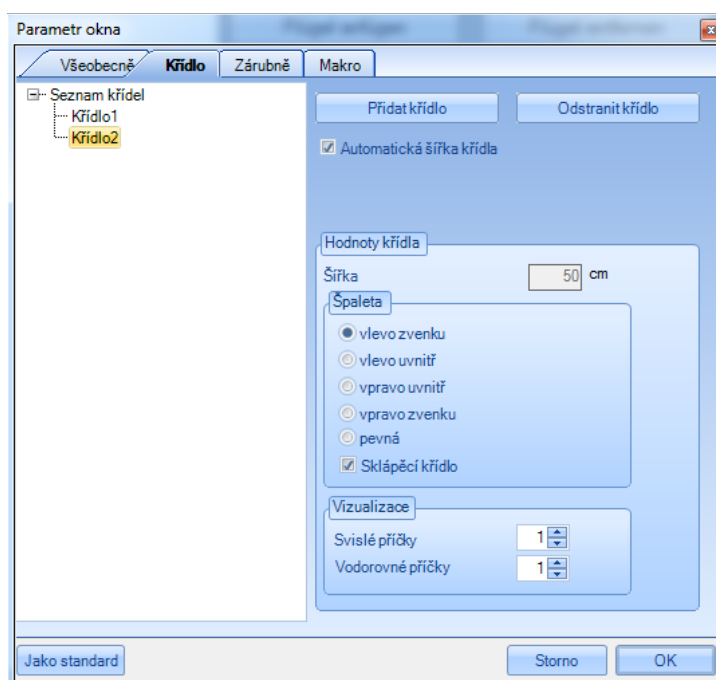 Parametr okna
Všeobecně Křídlo Zárubně Makro
Seznam křídel
Křídlo1
Křídlo2
Přidat křídlo Odstranit křídlo
Automatická šířka křídla
Hodnoty křídla
Šířka 50 cm
Špaleta
vlevo zvenku
vlevo uvnitř
vpravo uvnitř
vpravo zvenku
pevná
Sklápěcí křídlo
Vizualizace
Svislé příčky 1
Vodorovné příčky 1
Jako standard Storno OK